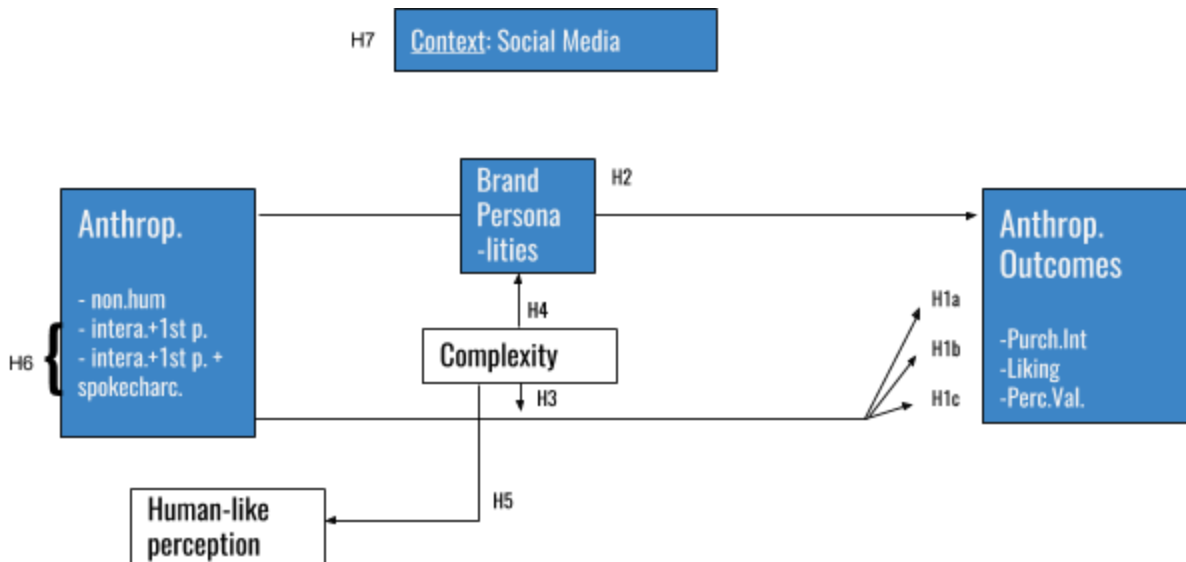 H7
Context: Social Media
Brand
Persona
-lities
H2
Anthrop.
- non.hum
- intera.+1st p.
- intera.+1st p. +
spokecharc.
H6
Anthrop.
Outcomes
-Purch.Int
-Liking
-Perc.Val.
H1a
H1b
H1c
H4
Complexity
H3
H5
Human-like
perception